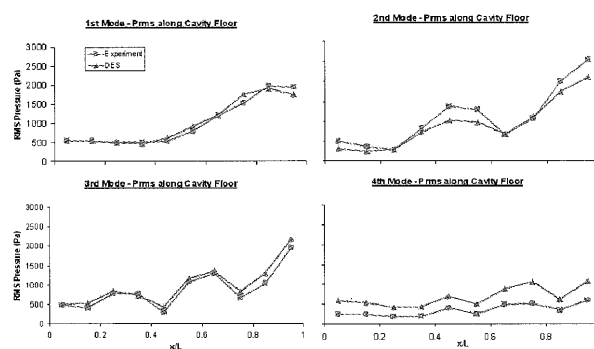 1st Mode - Prms along Cavity Floor
2nd Mode - Prms along Cavity Floor
RMS Pressure (Pa)
3000
2500
2000
1500
1000
500
0
Experiment
DES
3rd Mode - Prms along Cavity Floor
4th Mode - Prms along Cavity Floor
RMS Pressure (Pa)
3000
2500
2000
1500
1000
500
0
0 0.2 0.4 0.6 0.8 1
0 0.2 0.4 0.6 0.8 1
x/L
x/L